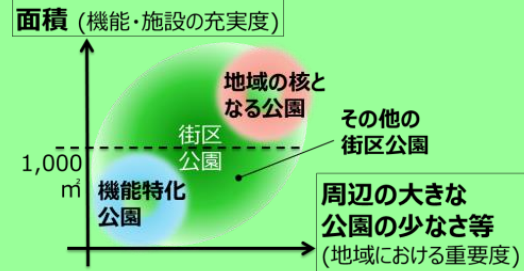 面積 (機能・施設の充実度)
地域の核と
なる公園
その他の
街区公園
街区
公園
1,000
㎡
機能特化
公園
周辺の大きな
公園の少なさ等
(地域における重要度)